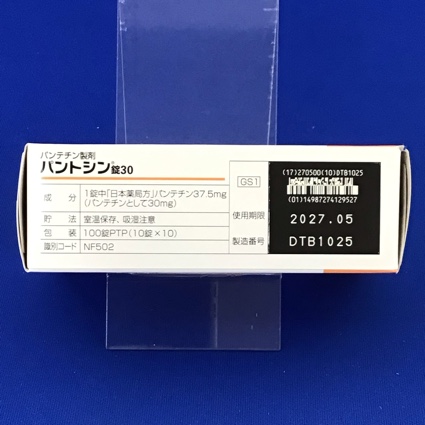 パンテチン製剤
パントシン®錠30
成 分 1錠中「日本薬局方」パンテチン37.5mg
(パンテチンとして30mg)
貯 法 室温保存、吸湿注意
包 装 100錠PTP(10錠×10)
識別コード NF502
GS1
使用期限
製造番号
(17)270500(10)DTB1025
(01)14987274129527
2027.05
DTB1025